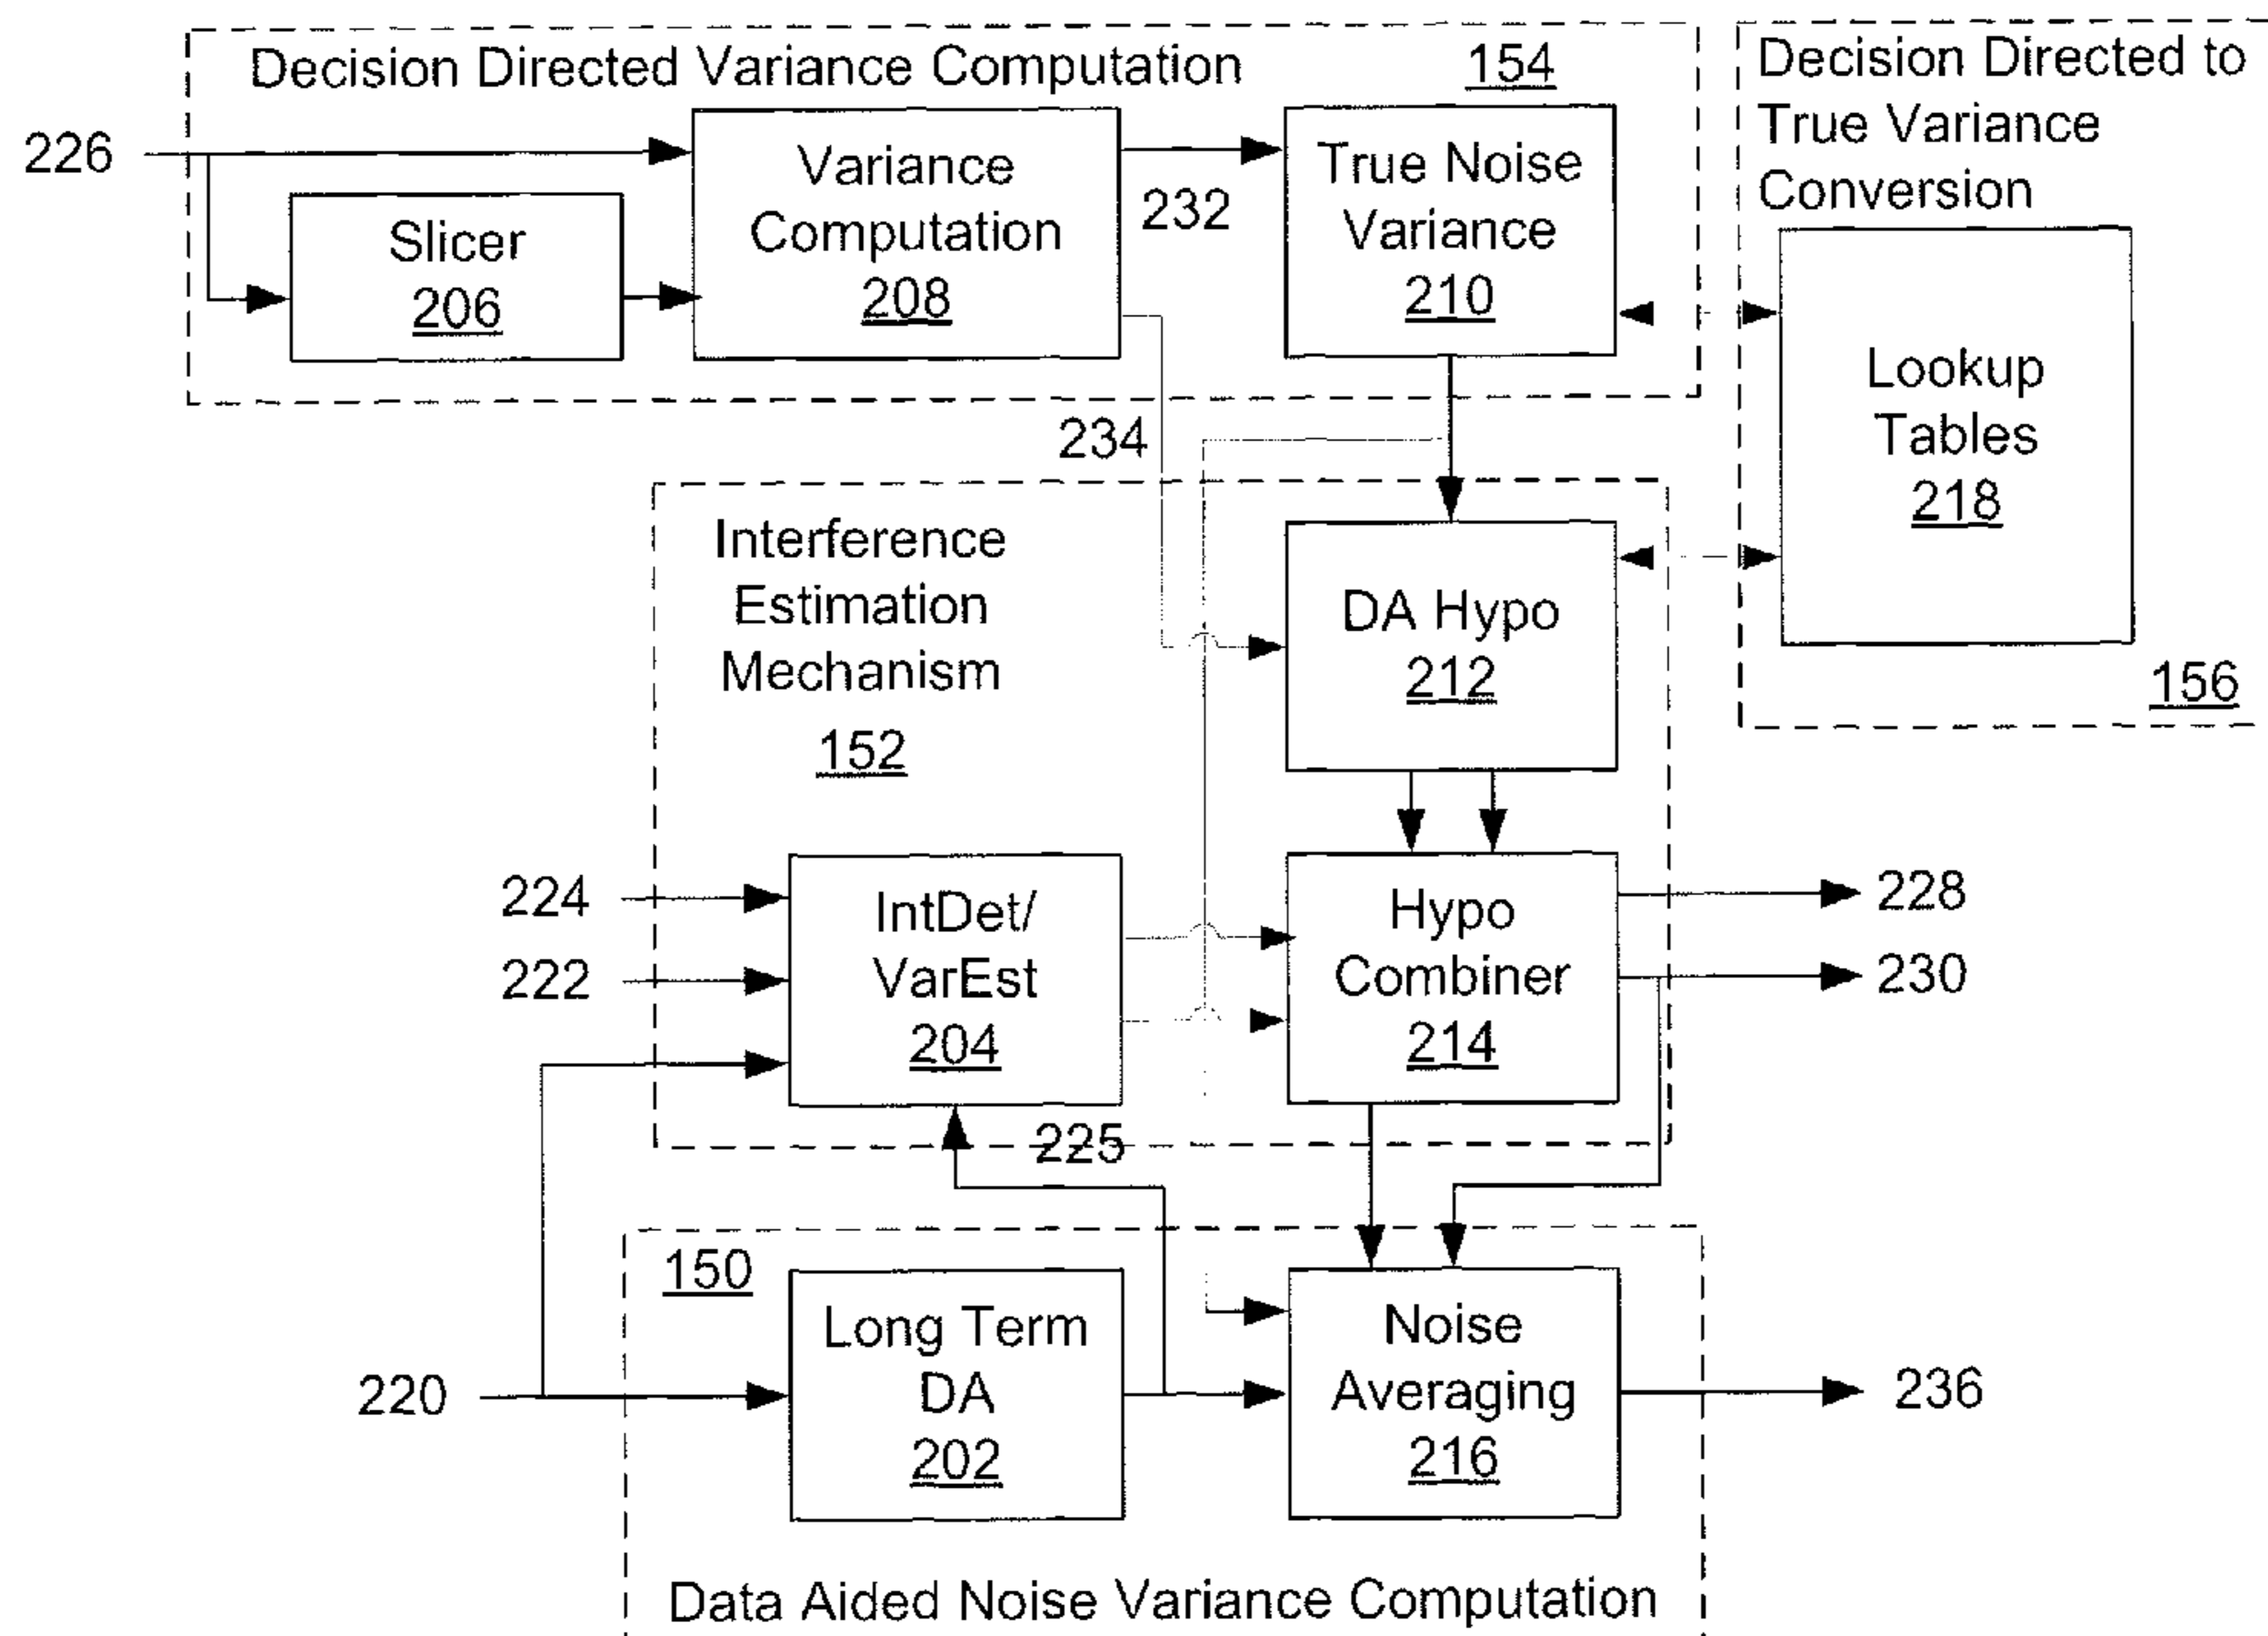 Decision Directed Variance Computation
154
Decision Directed to
True Variance
Conversion
226
Slicer
206
Variance
Computation
208
232
True Noise
Variance
210
Lookup
Tables
218
156
234
Interference
Estimation
Mechanism
152
DA Hypo
212
224
222
IntDet/
VarEst
204
Hypo
Combiner
214
228
230
225
150
220
Long Term
DA
202
Noise
Averaging
216
236
Data Aided Noise Variance Computation